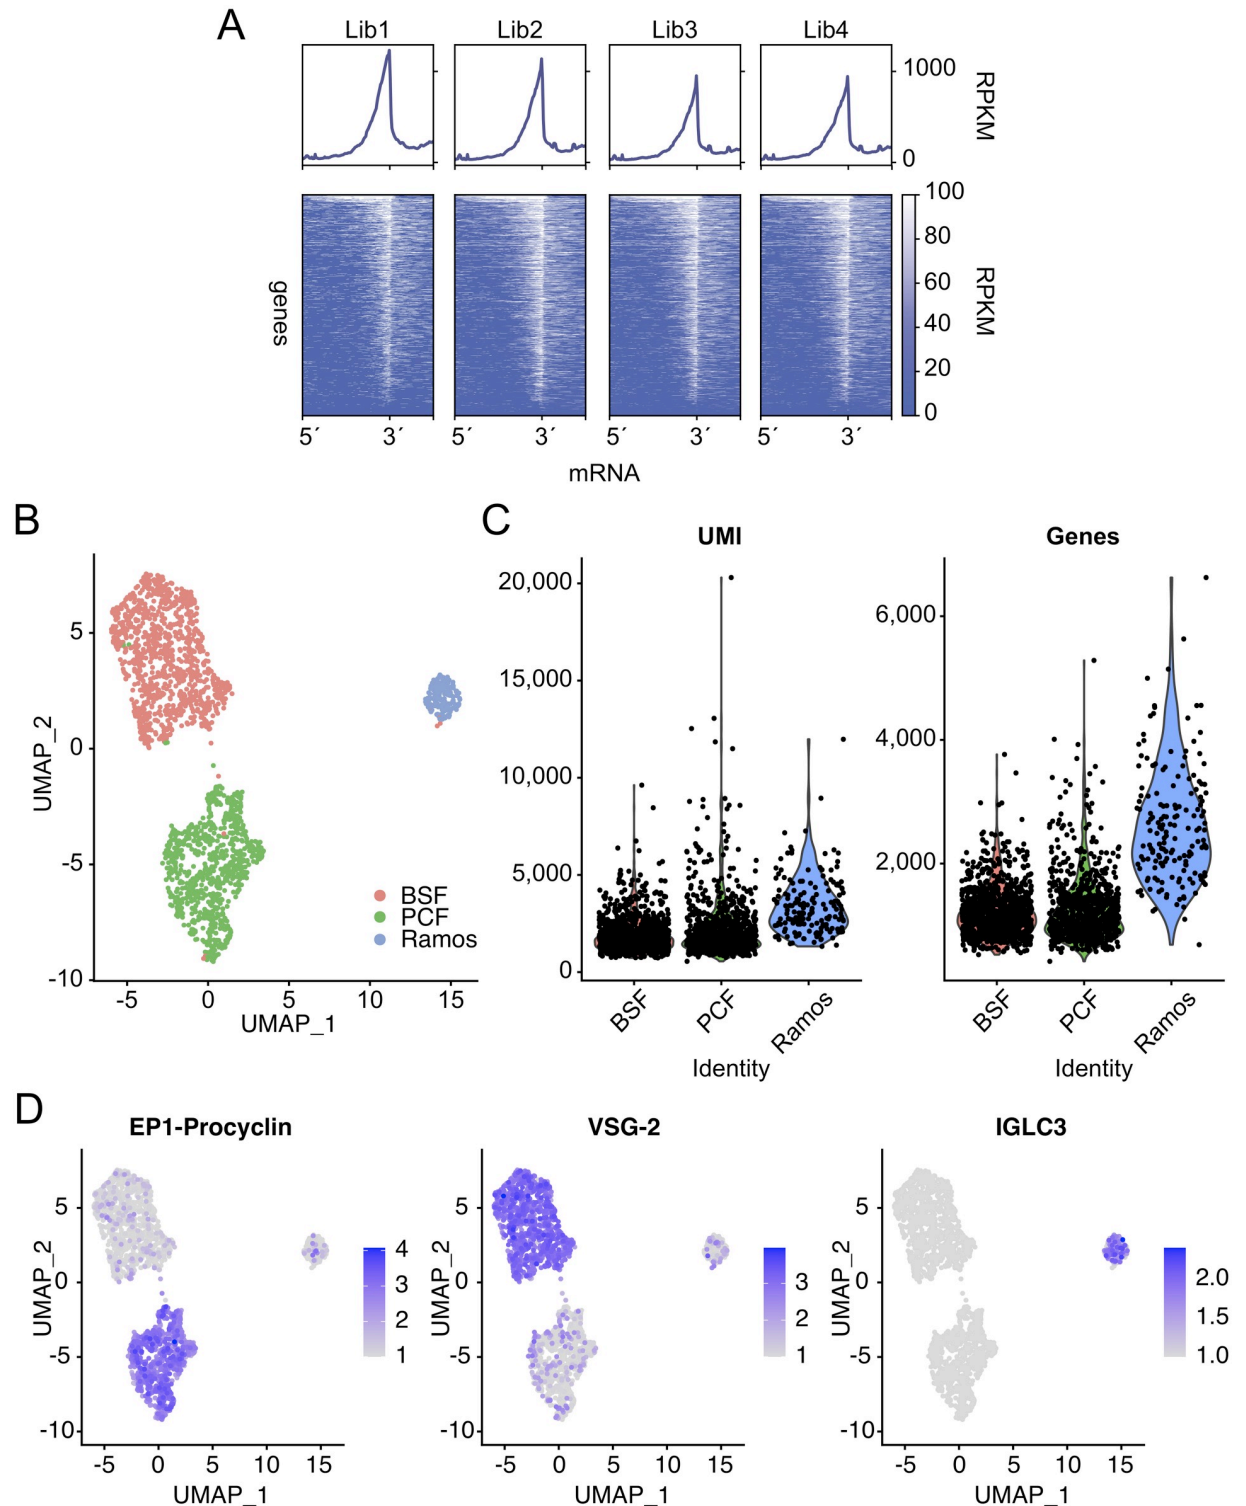 A
Lib1 Lib2 Lib3 Lib4
1000
0
RPKM
genes
100
80
60
40
20
0
RPKM
5´ 3´ 5´ 3´ 5´ 3´ 5´ 3´
mRNA
B
UMAP_2
5
0
-5
-10
BSF
PCF
Ramos
-5 0 5 10 15
UMAP_1
C
UMI
20,000
15,000
10,000
5,000
0
BSF PCF Ramos
Identity
Genes
6,000
4,000
2,000
BSF PCF Ramos
Identity
D
EP1-Procyclin
UMAP_2
5
0
-5
-10
4
3
2
1
-5 0 5 10 15
UMAP_1
VSG-2
UMAP_2
5
0
-5
-10
3
2
1
-5 0 5 10 15
UMAP_1
IGLC3
UMAP_2
5
0
-5
-10
2.0
1.5
1.0
-5 0 5 10 15
UMAP_1